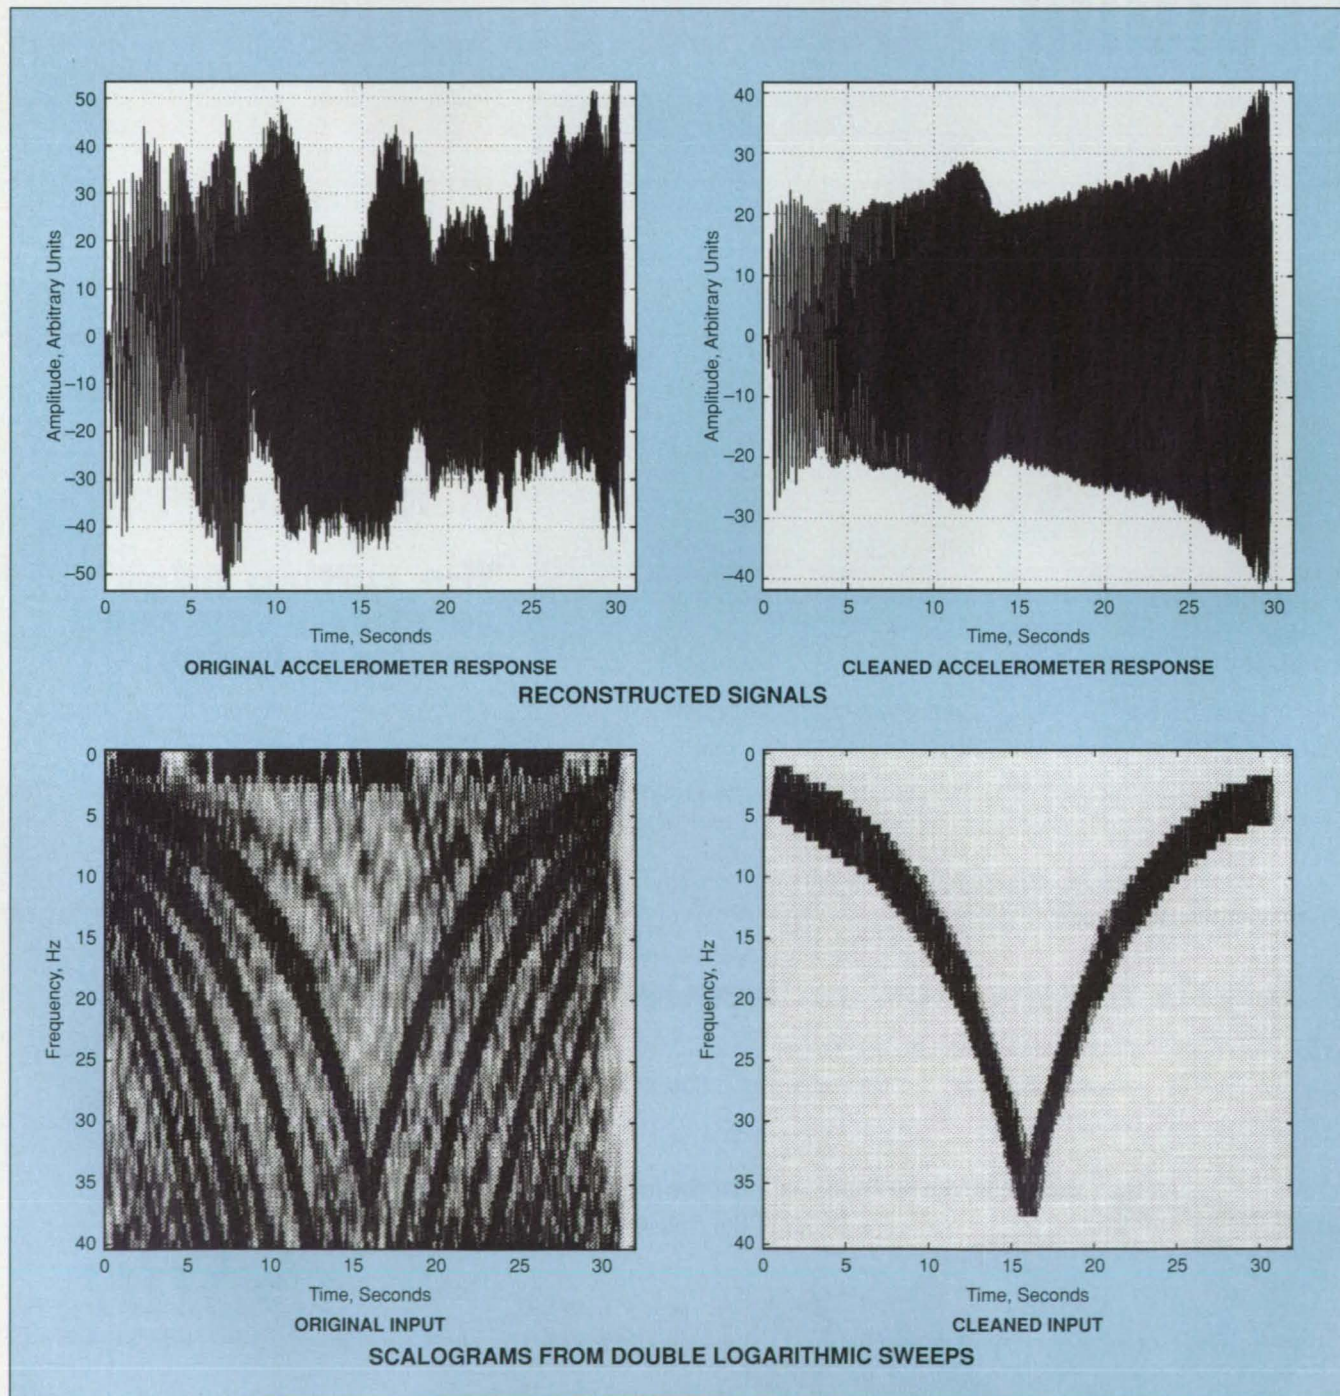 50
40
30
20
10
0
–10
–20
–30
–40
–50
Amplitude, Arbitrary Units
0 5 10 15 20 25 30
Time, Seconds
ORIGINAL ACCELEROMETER RESPONSE
40
30
20
10
0
–10
–20
–30
–40
Amplitude, Arbitrary Units
0 5 10 15 20 25 30
Time, Seconds
CLEANED ACCELEROMETER RESPONSE
RECONSTRUCTED SIGNALS
0
5
10
15
20
25
30
35
40
Frequency, Hz
0 5 10 15 20 25 30
Time, Seconds
ORIGINAL INPUT
0
5
10
15
20
25
30
35
40
Frequency, Hz
0 5 10 15 20 25 30
Time, Seconds
CLEANED INPUT
SCALOGRAMS FROM DOUBLE LOGARITHMIC SWEEPS